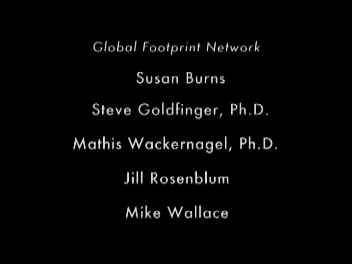 Global Footprint Network
Susan Burns
Steve Goldfinger, Ph.D.
Mathis Wackernagel, Ph.D.
Jill Rosenblum
Mike Wallace